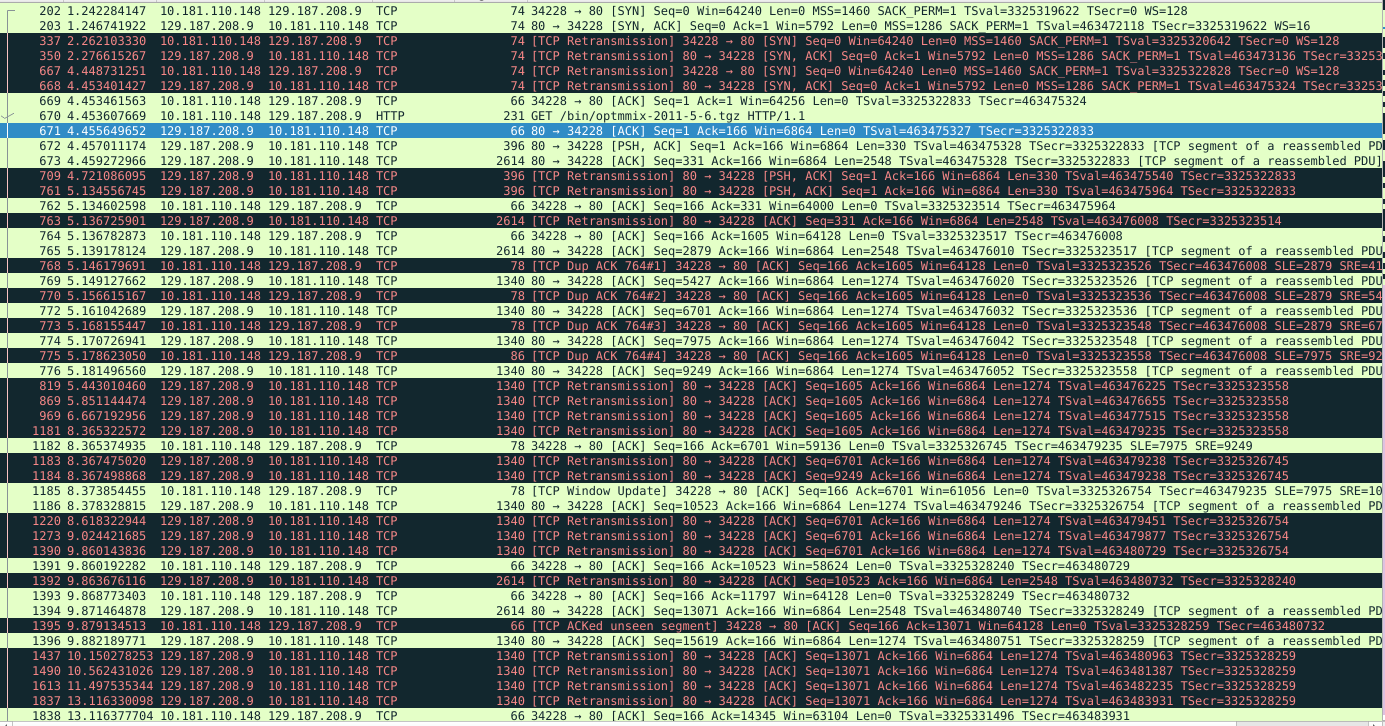 202 1.242284147 10.181.110.148 129.187.208.9 TCP 74 34228 → 80 [SYN] Seq=0 Win=64240 Len=0 MSS=1460 SACK_PERM=1 TSval=3325319622 TSecr=0 WS=128
203 1.246741922 129.187.208.9 10.181.110.148 TCP 74 80 → 34228 [SYN, ACK] Seq=0 Ack=1 Win=5792 Len=0 MSS=1286 SACK_PERM=1 TSval=463472118 TSecr=3325319622 WS=16
337 2.262103330 10.181.110.148 129.187.208.9 TCP 74 [TCP Retransmission] 34228 → 80 [SYN] Seq=0 Win=64240 Len=0 MSS=1460 SACK_PERM=1 TSval=3325320642 TSecr=0 WS=128
350 2.276615267 129.187.208.9 10.181.110.148 TCP 74 [TCP Retransmission] 80 → 34228 [SYN, ACK] Seq=0 Ack=1 Win=5792 Len=0 MSS=1286 SACK_PERM=1 TSval=463473136 TSecr=33253
667 4.448731251 10.181.110.148 129.187.208.9 TCP 74 [TCP Retransmission] 34228 → 80 [SYN] Seq=0 Win=64240 Len=0 MSS=1460 SACK_PERM=1 TSval=3325322828 TSecr=0 WS=128
668 4.453401427 129.187.208.9 10.181.110.148 TCP 74 [TCP Retransmission] 80 → 34228 [SYN, ACK] Seq=0 Ack=1 Win=5792 Len=0 MSS=1286 SACK_PERM=1 TSval=463475324 TSecr=33253
669 4.453461563 10.181.110.148 129.187.208.9 TCP 66 34228 → 80 [ACK] Seq=1 Ack=1 Win=64256 Len=0 TSval=3325322833 TSecr=463475324
670 4.453607669 10.181.110.148 129.187.208.9 HTTP 231 GET /bin/optmmix-2011-5-6.tgz HTTP/1.1
671 4.455649652 129.187.208.9 10.181.110.148 TCP 66 80 → 34228 [ACK] Seq=1 Ack=166 Win=6864 Len=0 TSval=463475327 TSecr=3325322833
672 4.457011174 129.187.208.9 10.181.110.148 TCP 396 80 → 34228 [PSH, ACK] Seq=1 Ack=166 Win=6864 Len=330 TSval=463475328 TSecr=3325322833 [TCP segment of a reassembled PD
673 4.459272966 129.187.208.9 10.181.110.148 TCP 2614 80 → 34228 [ACK] Seq=331 Ack=166 Win=6864 Len=2548 TSval=463475328 TSecr=3325322833 [TCP segment of a reassembled PDU]
709 4.721086095 129.187.208.9 10.181.110.148 TCP 396 [TCP Retransmission] 80 → 34228 [PSH, ACK] Seq=1 Ack=166 Win=6864 Len=330 TSval=463475540 TSecr=3325322833
761 5.134556745 129.187.208.9 10.181.110.148 TCP 396 [TCP Retransmission] 80 → 34228 [PSH, ACK] Seq=1 Ack=166 Win=6864 Len=330 TSval=463475964 TSecr=3325322833
762 5.134602598 10.181.110.148 129.187.208.9 TCP 66 34228 → 80 [ACK] Seq=166 Ack=331 Win=64000 Len=0 TSval=3325323514 TSecr=463475964
763 5.136725901 129.187.208.9 10.181.110.148 TCP 2614 [TCP Retransmission] 80 → 34228 [ACK] Seq=331 Ack=166 Win=6864 Len=2548 TSval=463476008 TSecr=3325323514
764 5.136782873 10.181.110.148 129.187.208.9 TCP 66 34228 → 80 [ACK] Seq=166 Ack=1605 Win=64128 Len=0 TSval=3325323517 TSecr=463476008
765 5.139178124 129.187.208.9 10.181.110.148 TCP 2614 80 → 34228 [ACK] Seq=2879 Ack=166 Win=6864 Len=2548 TSval=463476010 TSecr=3325323517 [TCP segment of a reassembled PDU
768 5.146179691 10.181.110.148 129.187.208.9 TCP 78 [TCP Dup ACK 764#1] 34228 → 80 [ACK] Seq=166 Ack=1605 Win=64128 Len=0 TSval=3325323526 TSecr=463476008 SLE=2879 SRE=41
769 5.149127662 129.187.208.9 10.181.110.148 TCP 1340 80 → 34228 [ACK] Seq=5427 Ack=166 Win=6864 Len=1274 TSval=463476020 TSecr=3325323526 [TCP segment of a reassembled PDU
770 5.156615167 10.181.110.148 129.187.208.9 TCP 78 [TCP Dup ACK 764#2] 34228 → 80 [ACK] Seq=166 Ack=1605 Win=64128 Len=0 TSval=3325323536 TSecr=463476008 SLE=2879 SRE=54
772 5.161042689 129.187.208.9 10.181.110.148 TCP 1340 80 → 34228 [ACK] Seq=6701 Ack=166 Win=6864 Len=1274 TSval=463476032 TSecr=3325323536 [TCP segment of a reassembled PDU
773 5.168155447 10.181.110.148 129.187.208.9 TCP 78 [TCP Dup ACK 764#3] 34228 → 80 [ACK] Seq=166 Ack=1605 Win=64128 Len=0 TSval=3325323548 TSecr=463476008 SLE=2879 SRE=67
774 5.170726941 129.187.208.9 10.181.110.148 TCP 1340 80 → 34228 [ACK] Seq=7975 Ack=166 Win=6864 Len=1274 TSval=463476042 TSecr=3325323548 [TCP segment of a reassembled PDU
775 5.178623050 10.181.110.148 129.187.208.9 TCP 86 [TCP Dup ACK 764#4] 34228 → 80 [ACK] Seq=166 Ack=1605 Win=64128 Len=0 TSval=3325323558 TSecr=463476008 SLE=7975 SRE=92
776 5.181496560 129.187.208.9 10.181.110.148 TCP 1340 80 → 34228 [ACK] Seq=9249 Ack=166 Win=6864 Len=1274 TSval=463476052 TSecr=3325323558 [TCP segment of a reassembled PDU
819 5.443010460 129.187.208.9 10.181.110.148 TCP 1340 [TCP Retransmission] 80 → 34228 [ACK] Seq=1605 Ack=166 Win=6864 Len=1274 TSval=463476225 TSecr=3325323558
869 5.851144474 129.187.208.9 10.181.110.148 TCP 1340 [TCP Retransmission] 80 → 34228 [ACK] Seq=1605 Ack=166 Win=6864 Len=1274 TSval=463476655 TSecr=3325323558
969 6.667192956 129.187.208.9 10.181.110.148 TCP 1340 [TCP Retransmission] 80 → 34228 [ACK] Seq=1605 Ack=166 Win=6864 Len=1274 TSval=463477515 TSecr=3325323558
1181 8.365322572 129.187.208.9 10.181.110.148 TCP 1340 [TCP Retransmission] 80 → 34228 [ACK] Seq=1605 Ack=166 Win=6864 Len=1274 TSval=463479235 TSecr=3325323558
1182 8.365374935 10.181.110.148 129.187.208.9 TCP 78 34228 → 80 [ACK] Seq=166 Ack=6701 Win=59136 Len=0 TSval=3325326745 TSecr=463479235 SLE=7975 SRE=9249
1183 8.367475020 129.187.208.9 10.181.110.148 TCP 1340 [TCP Retransmission] 80 → 34228 [ACK] Seq=6701 Ack=166 Win=6864 Len=1274 TSval=463479238 TSecr=3325326745
1184 8.367498868 129.187.208.9 10.181.110.148 TCP 1340 [TCP Retransmission] 80 → 34228 [ACK] Seq=9249 Ack=166 Win=6864 Len=1274 TSval=463479238 TSecr=3325326745
1185 8.373854455 10.181.110.148 129.187.208.9 TCP 78 [TCP Window Update] 34228 → 80 [ACK] Seq=166 Ack=6701 Win=61056 Len=0 TSval=3325326754 TSecr=463479235 SLE=7975 SRE=10
1186 8.378328815 129.187.208.9 10.181.110.148 TCP 1340 80 → 34228 [ACK] Seq=10523 Ack=166 Win=6864 Len=1274 TSval=463479246 TSecr=3325326754 [TCP segment of a reassembled PD
1220 8.618322944 129.187.208.9 10.181.110.148 TCP 1340 [TCP Retransmission] 80 → 34228 [ACK] Seq=6701 Ack=166 Win=6864 Len=1274 TSval=463479451 TSecr=3325326754
1273 9.024421685 129.187.208.9 10.181.110.148 TCP 1340 [TCP Retransmission] 80 → 34228 [ACK] Seq=6701 Ack=166 Win=6864 Len=1274 TSval=463479877 TSecr=3325326754
1390 9.860143836 129.187.208.9 10.181.110.148 TCP 1340 [TCP Retransmission] 80 → 34228 [ACK] Seq=6701 Ack=166 Win=6864 Len=1274 TSval=463480729 TSecr=3325326754
1391 9.860192282 10.181.110.148 129.187.208.9 TCP 66 34228 → 80 [ACK] Seq=166 Ack=10523 Win=58624 Len=0 TSval=3325328240 TSecr=463480729
1392 9.863676116 129.187.208.9 10.181.110.148 TCP 2614 [TCP Retransmission] 80 → 34228 [ACK] Seq=10523 Ack=166 Win=6864 Len=2548 TSval=463480732 TSecr=3325328240
1393 9.868773403 10.181.110.148 129.187.208.9 TCP 66 34228 → 80 [ACK] Seq=166 Ack=11797 Win=64128 Len=0 TSval=3325328249 TSecr=463480732
1394 9.871464878 129.187.208.9 10.181.110.148 TCP 2614 80 → 34228 [ACK] Seq=13071 Ack=166 Win=6864 Len=2548 TSval=463480740 TSecr=3325328249 [TCP segment of a reassembled PD
1395 9.879134513 10.181.110.148 129.187.208.9 TCP 66 [TCP ACKed unseen segment] 34228 → 80 [ACK] Seq=166 Ack=13071 Win=64128 Len=0 TSval=3325328259 TSecr=463480732
1396 9.882189771 129.187.208.9 10.181.110.148 TCP 1340 80 → 34228 [ACK] Seq=15619 Ack=166 Win=6864 Len=1274 TSval=463480751 TSecr=3325328259 [TCP segment of a reassembled PD
1437 10.150278253 129.187.208.9 10.181.110.148 TCP 1340 [TCP Retransmission] 80 → 34228 [ACK] Seq=13071 Ack=166 Win=6864 Len=1274 TSval=463480963 TSecr=3325328259
1490 10.562431026 129.187.208.9 10.181.110.148 TCP 1340 [TCP Retransmission] 80 → 34228 [ACK] Seq=13071 Ack=166 Win=6864 Len=1274 TSval=463481387 TSecr=3325328259
1613 11.497535344 129.187.208.9 10.181.110.148 TCP 1340 [TCP Retransmission] 80 → 34228 [ACK] Seq=13071 Ack=166 Win=6864 Len=1274 TSval=463482235 TSecr=3325328259
1837 13.116330098 129.187.208.9 10.181.110.148 TCP 1340 [TCP Retransmission] 80 → 34228 [ACK] Seq=13071 Ack=166 Win=6864 Len=1274 TSval=463483931 TSecr=3325328259
1838 13.116377704 10.181.110.148 129.187.208.9 TCP 66 34228 → 80 [ACK] Seq=166 Ack=14345 Win=63104 Len=0 TSval=3325331496 TSecr=463483931